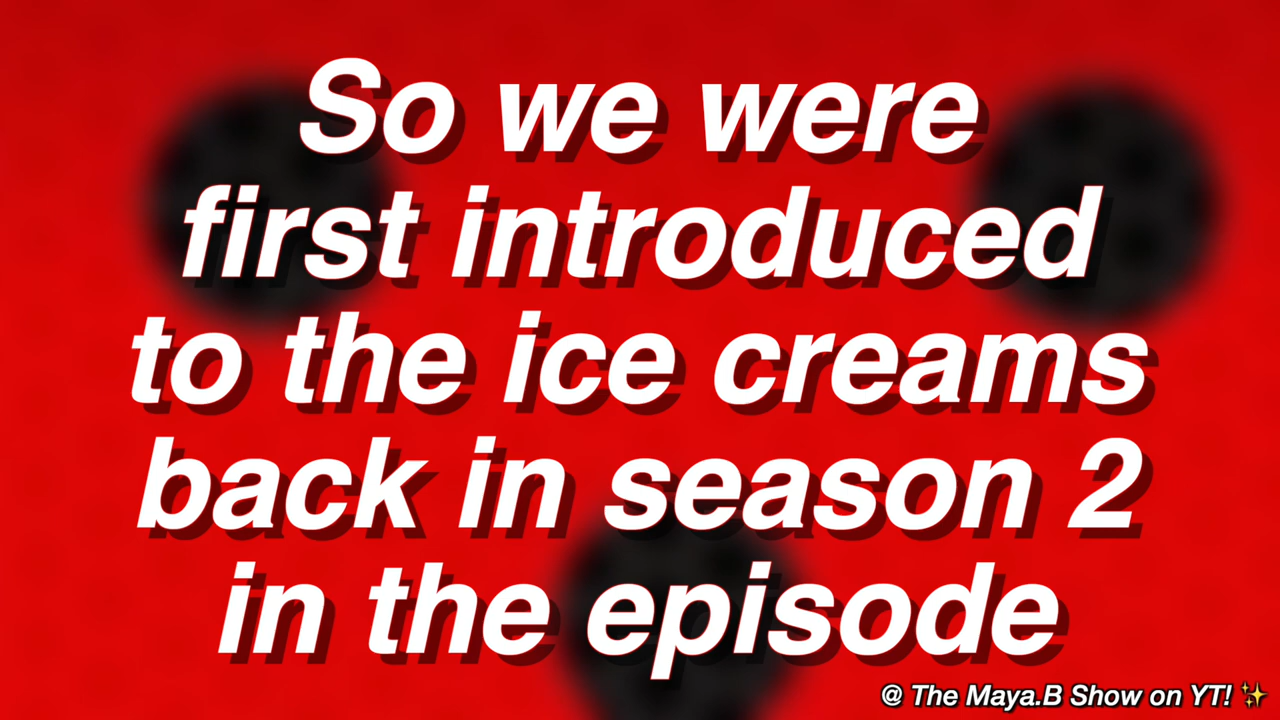 So we were
first introduced
to the ice creams
back in season 2
in the episode
@ The Maya.B Show on YT! ✨